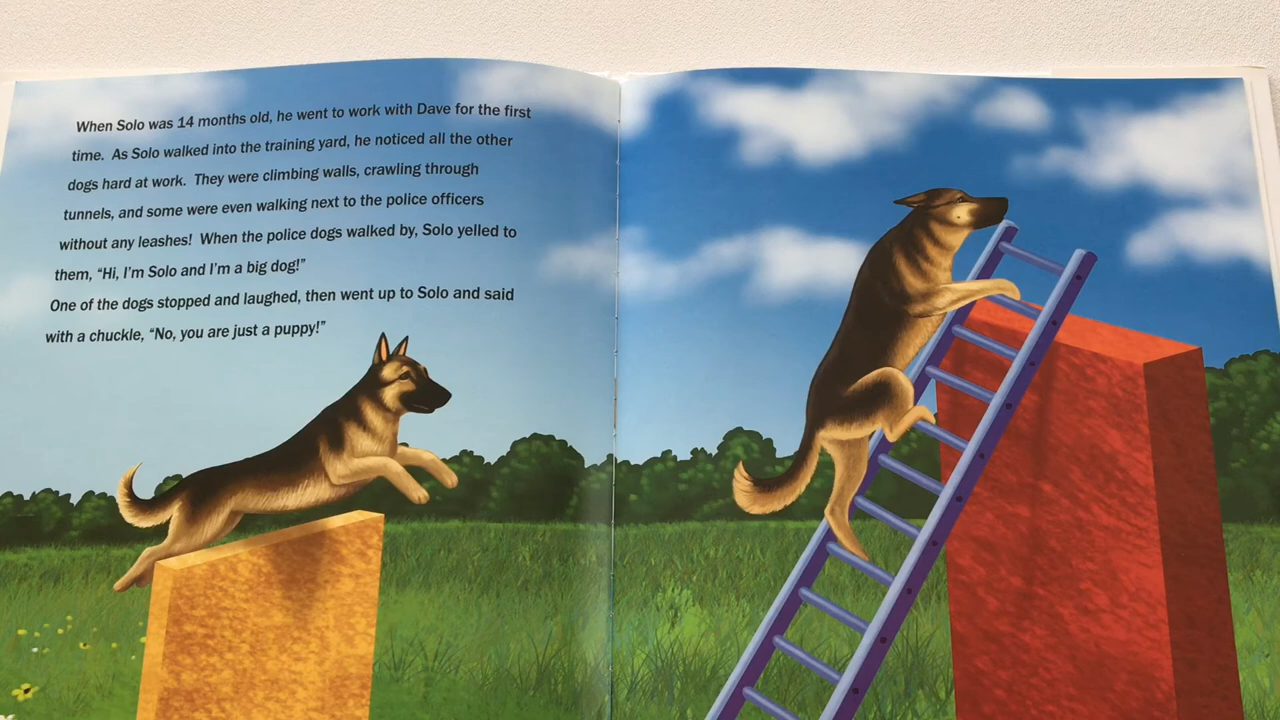 When Solo was 14 months old, he went to work with Dave for the first
time. As Solo walked into the training yard, he noticed all the other
dogs hard at work. They were climbing walls, crawling through
tunnels, and some were even walking next to the police officers
without any leashes! When the police dogs walked by, Solo yelled to
them, “Hi, I’m Solo and I’m a big dog!”
One of the dogs stopped and laughed, then went up to Solo and said
with a chuckle, “No, you are just a puppy!”